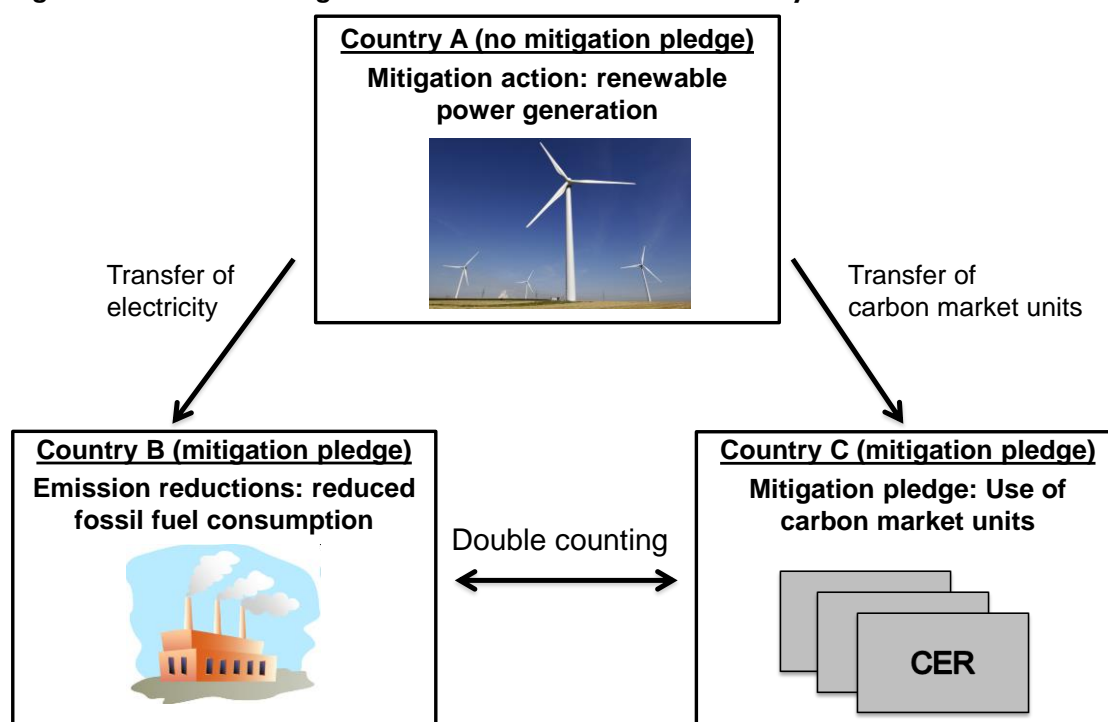 Country A (no mitigation pledge)
Mitigation action: renewable
power generation
Transfer of
electricity
Transfer of
carbon market units
Country B (mitigation pledge)
Emission reductions: reduced
fossil fuel consumption
Double counting
Country C (mitigation pledge)
Mitigation pledge: Use of
carbon market units
CER